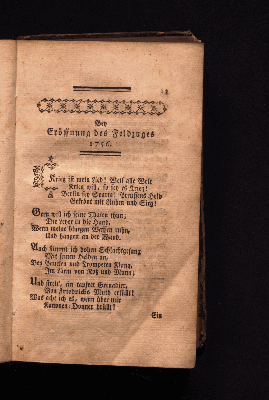 Bey
Eröffnung des Feldzuges
1756.
Krieg ist mein Lied! Weil alle Welt
Krieg will, so sey es Krieg!
Berlin sey Sparta! Preussens Held
Gekrönt mit Ruhm und Sieg!
Gern will ich seine Thaten thun;
Die Leyer in der Hand,
Wenn meine blutgen Waffen ruhn,
Und hangen an der Wand.
Auch stimm ich hohen Schlachtgesang
Mit seinen Helden an,
Bey Paucken und Trompeten Klang,
Im Lärm von Roß und Mann;
Und streit', ein tapfrer Grenadier,
Von Friedrichs Muth erfüllt!
Was acht ich es, wenn über mir
Kanonen-Donner brüllt?
Ein